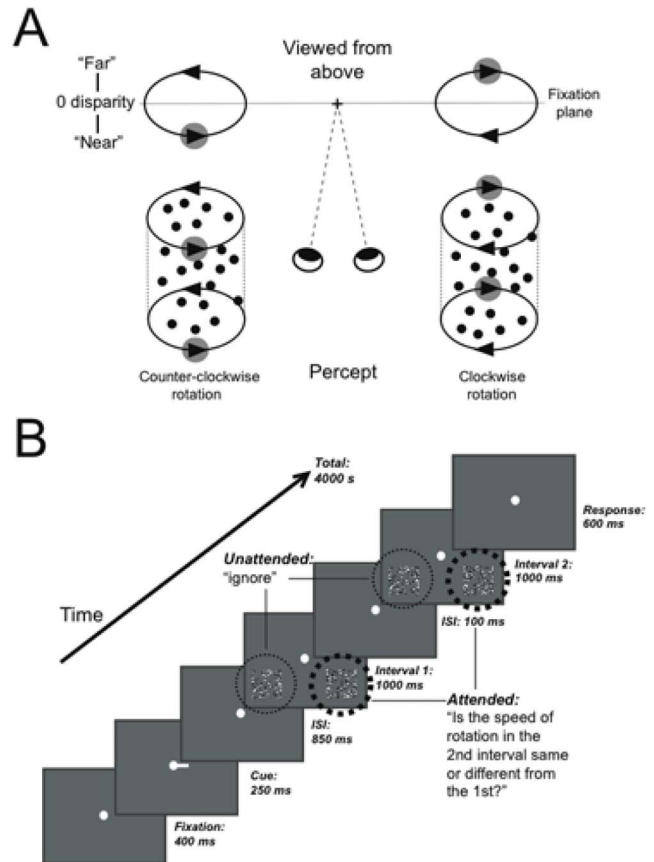 A
Viewed from
above
“Far”
0 disparity
“Near”
Fixation
plane
Counter-clockwise
rotation
Percept
Clockwise
rotation
B
Total:
4000 s
Response:
600 ms
Unattended:
“ignore”
Interval 2:
1000 ms
Time
ISI: 100 ms
Interval 1:
1000 ms
Attended:
“Is the speed of
rotation in the
2nd interval same
or different from
the 1st?”
ISI:
850 ms
Cue:
250 ms
Fixation:
400 ms